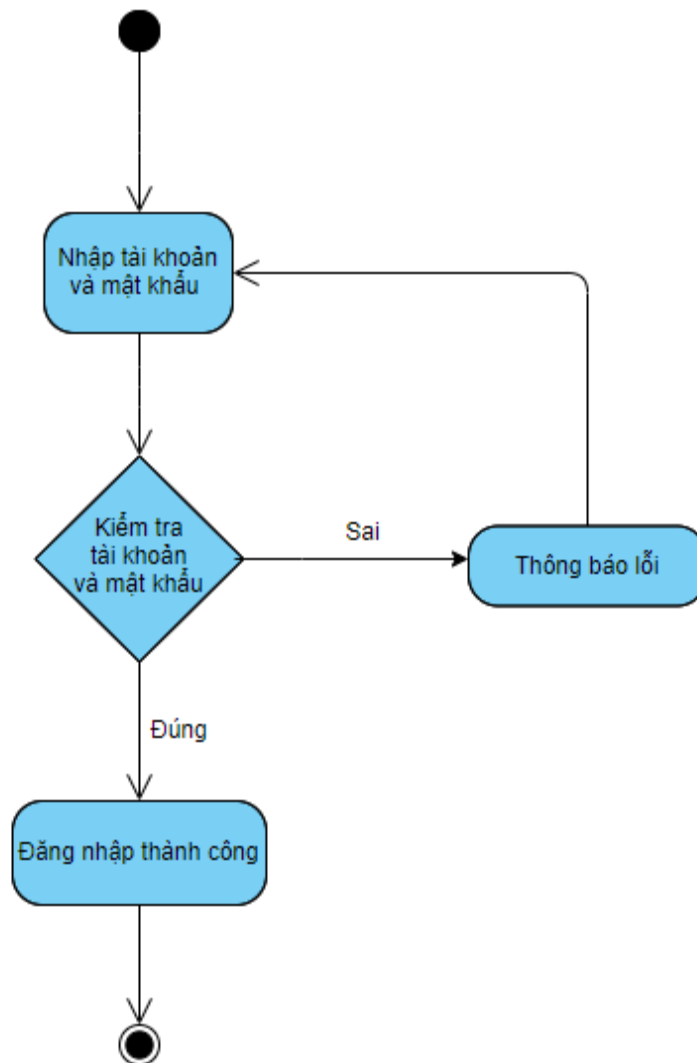 Nhập tài khoản
và mật khẩu
Kiểm tra
tài khoản
và mật khẩu
Sai
Thông báo lỗi
Đúng
Đăng nhập thành công